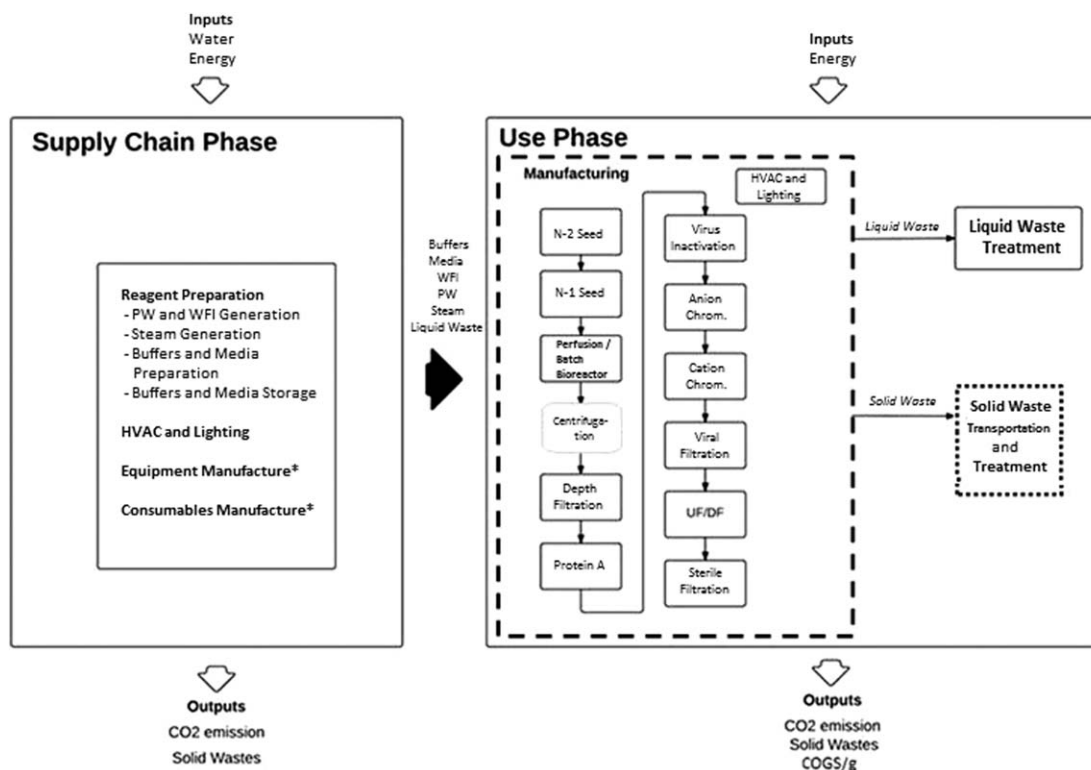 Inputs
Water
Energy
Supply Chain Phase
Reagent Preparation
- PW and WFI Generation
- Steam Generation
- Buffers and Media
Preparation
- Buffers and Media Storage
HVAC and Lighting
Equipment Manufacture*
Consumables Manufacture*
Outputs
CO2 emission
Solid Wastes
Buffers
Media
WFI
PW
Steam
Liquid Waste
Inputs
Energy
Use Phase
Manufacturing
HVAC and
Lighting
N-2 Seed
N-1 Seed
Perfusion /
Batch
Bioreactor
Centrifuga-
tion
Depth
Filtration
Protein A
Virus
Inactivation
Anion
Chrom.
Cation
Chrom.
Viral
Filtration
UF/DF
Sterile
Filtration
Liquid Waste
Liquid Waste
Treatment
Solid Waste
Solid Waste
Transportation
and
Treatment
Outputs
CO2 emission
Solid Wastes
COGS/g